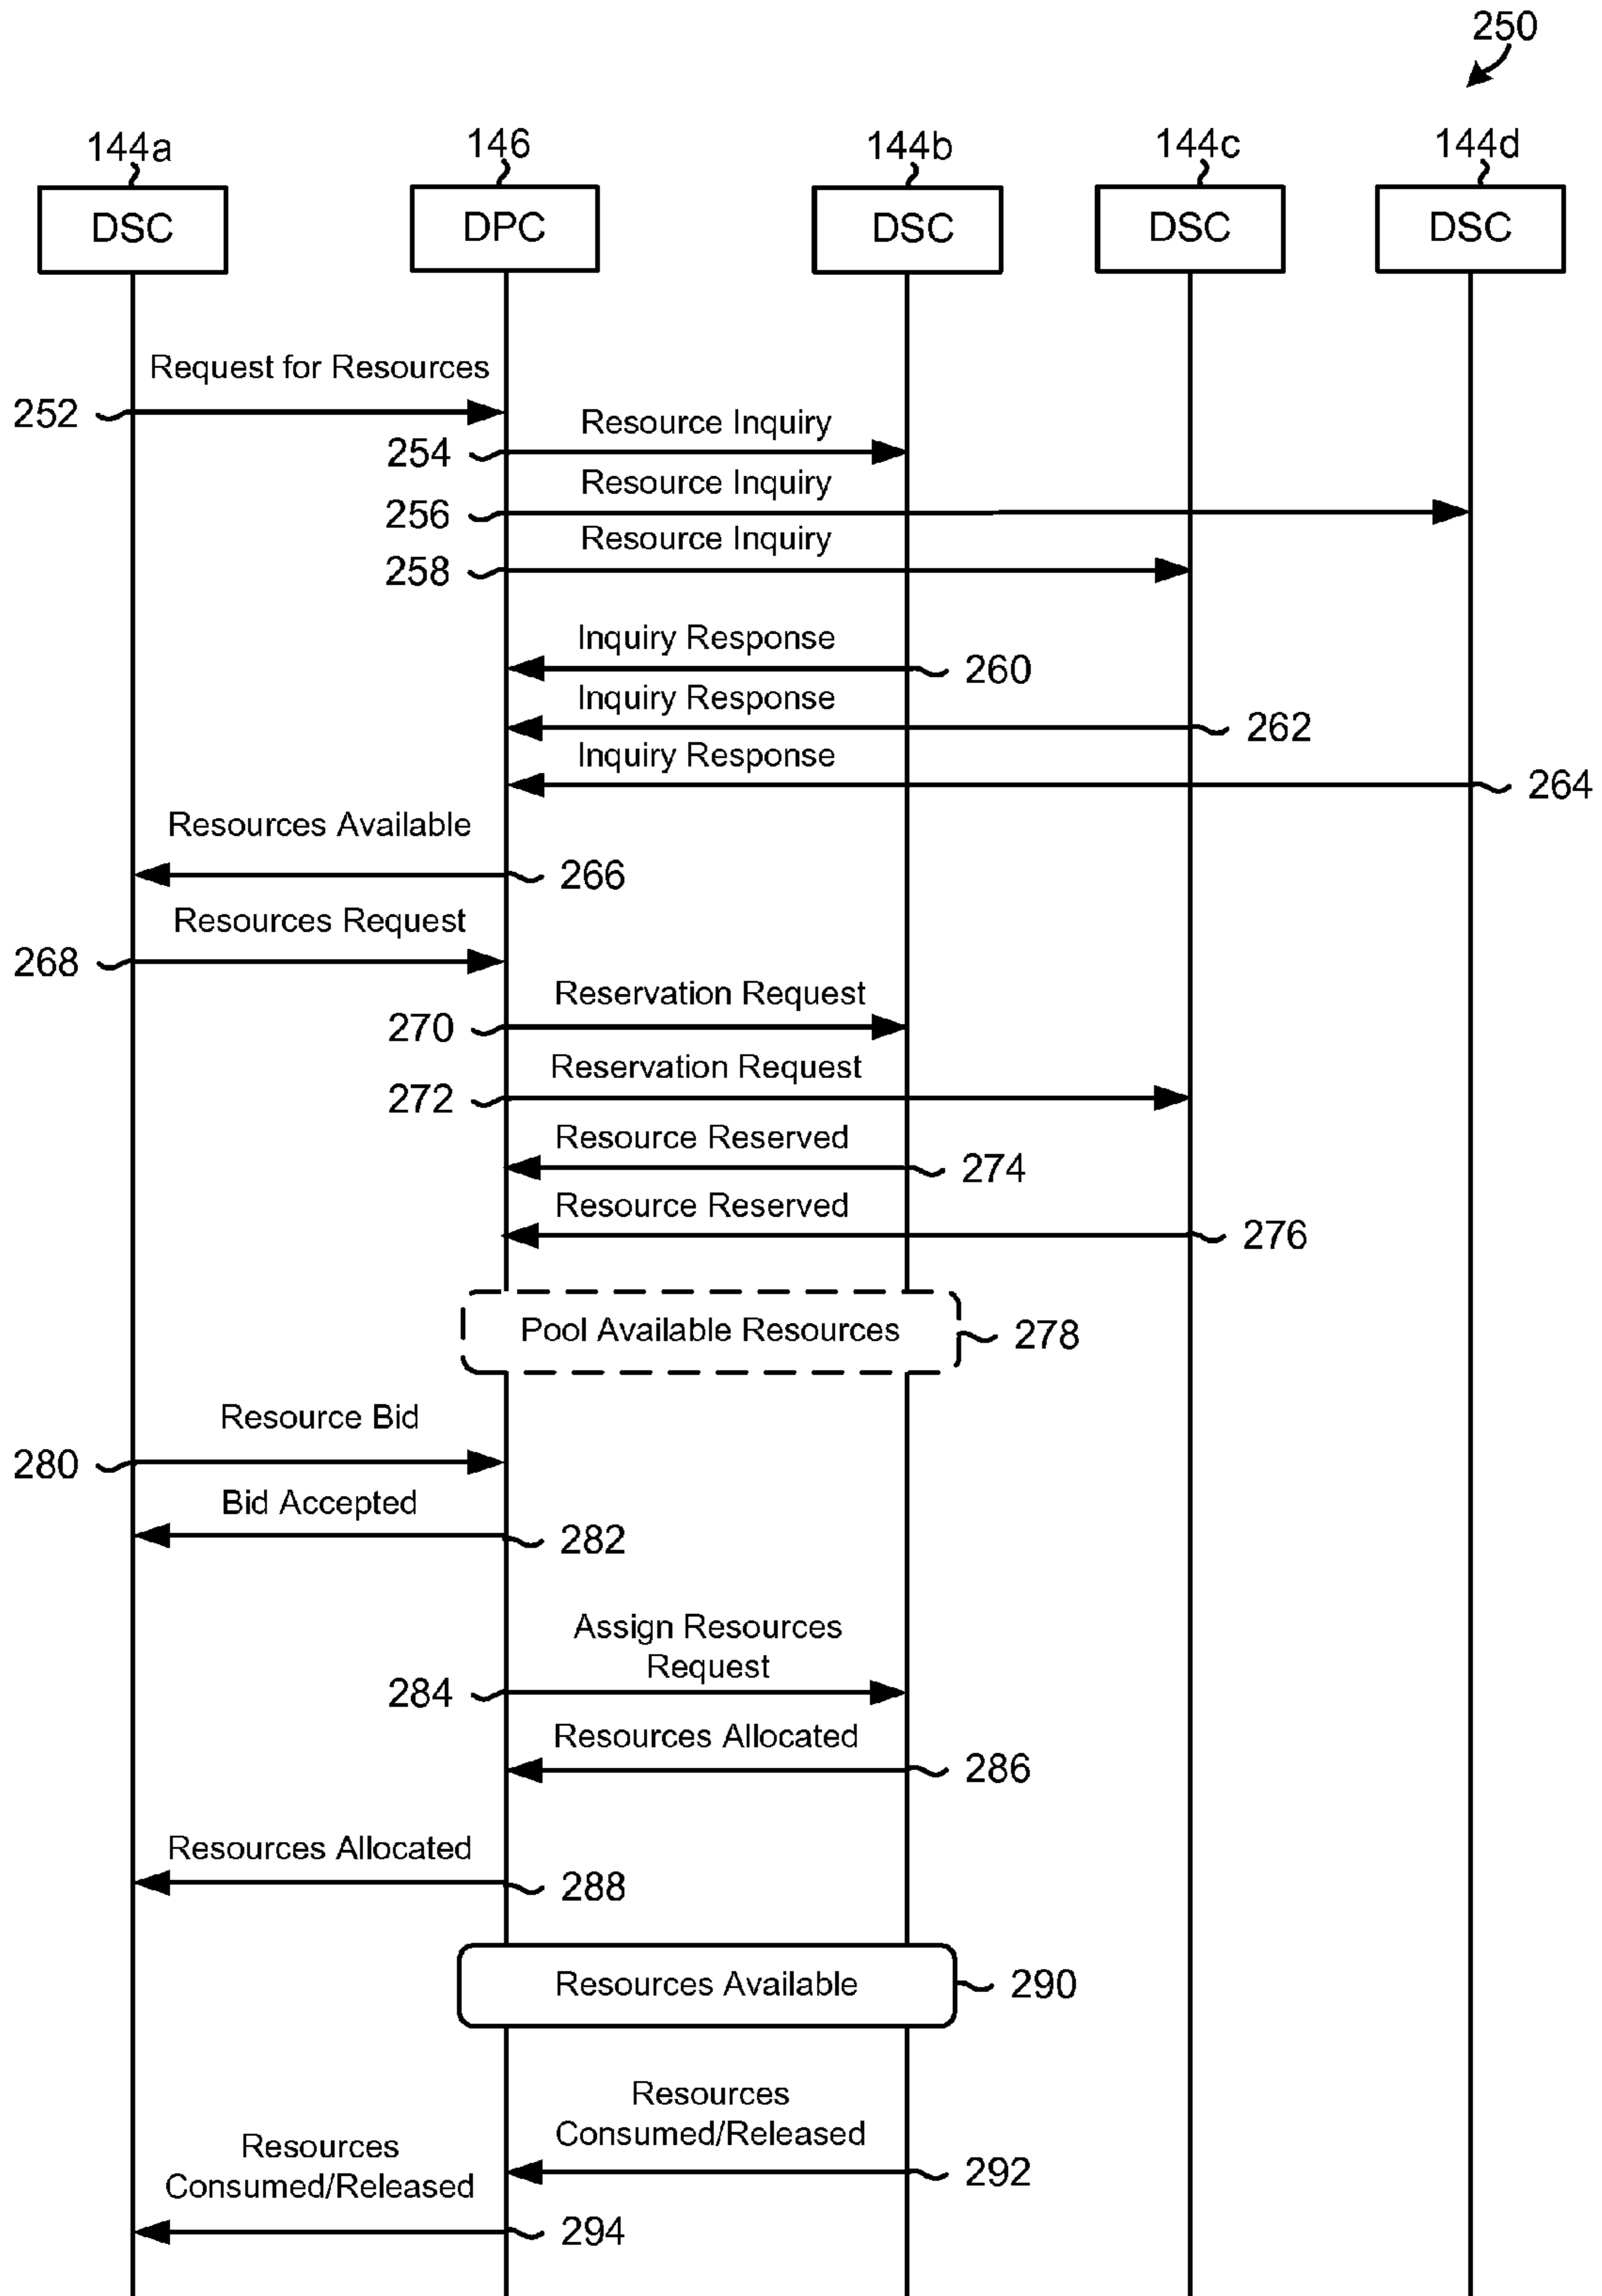 250
144a
146
144b
144c
144d
DSC
DPC
DSC
DSC
DSC
Request for Resources
252
Resource Inquiry
254
Resource Inquiry
256
Resource Inquiry
258
Inquiry Response
260
Inquiry Response
262
Inquiry Response
264
Resources Available
266
Resources Request
268
Reservation Request
270
Reservation Request
272
Resource Reserved
274
Resource Reserved
276
Pool Available Resources
278
Resource Bid
280
Bid Accepted
282
Assign Resources
Request
284
Resources Allocated
286
Resources Allocated
288
Resources Available
290
Resources
Consumed/Released
292
Resources
Consumed/Released
294